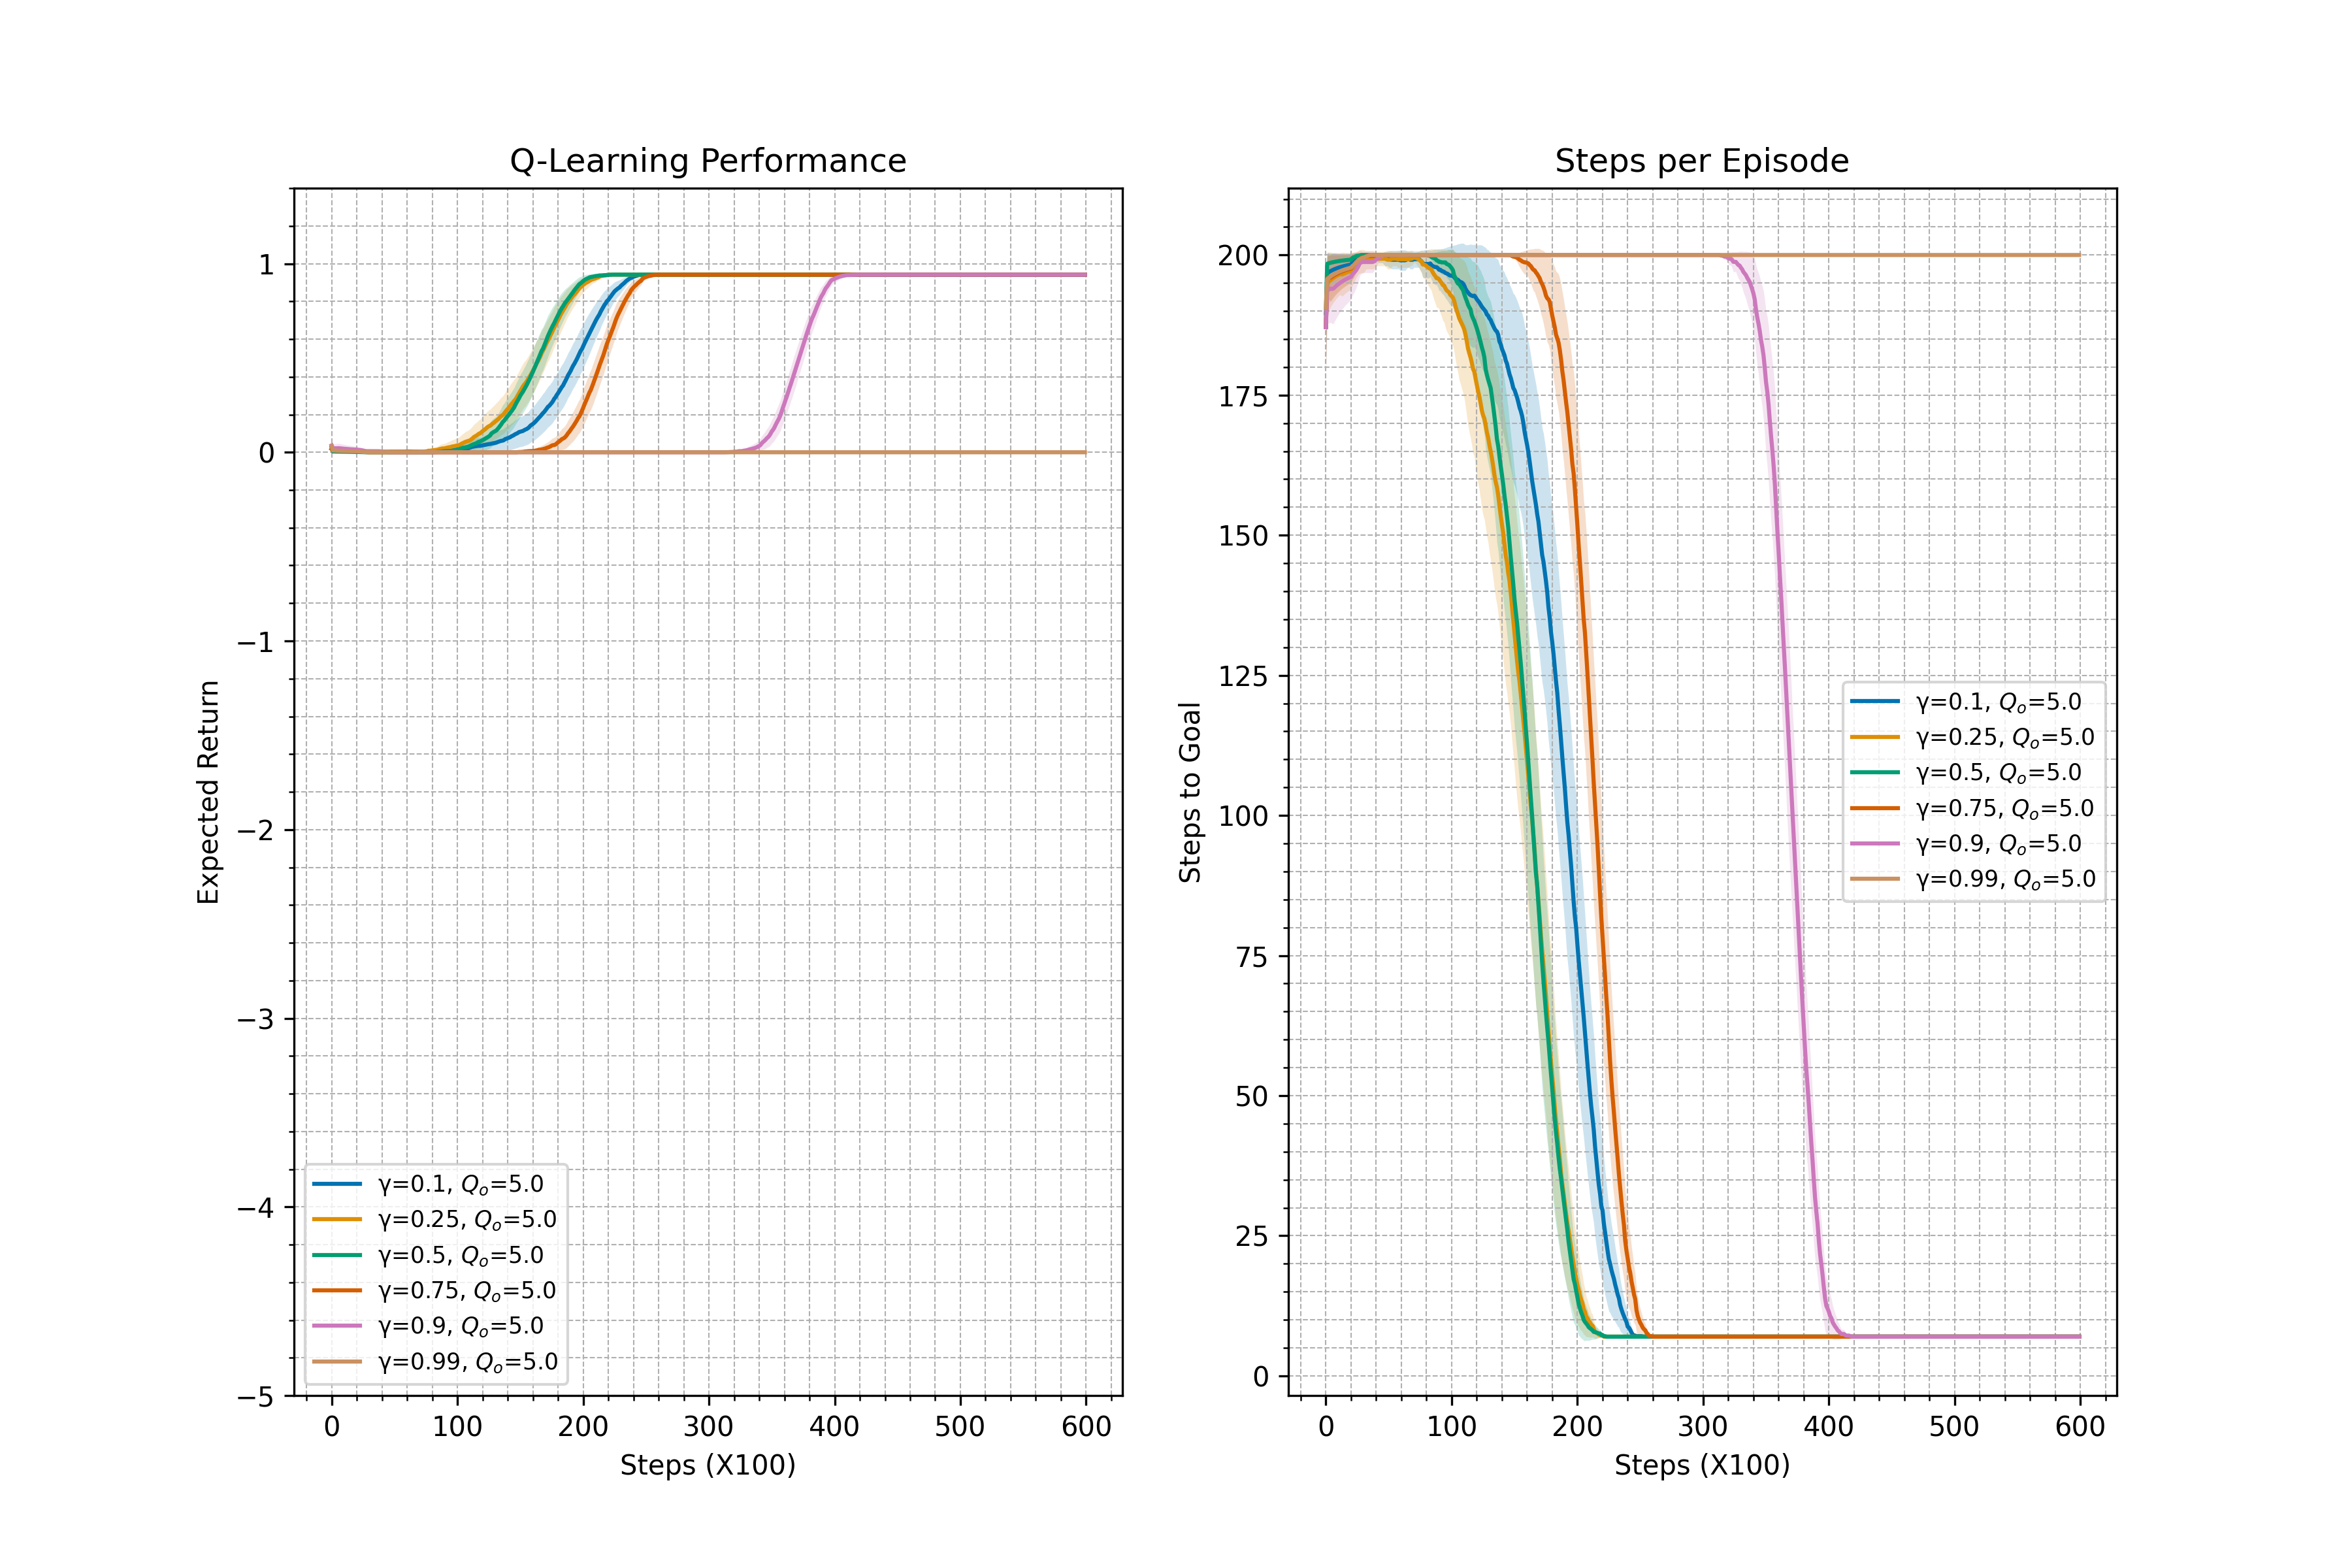 Q-Learning Performance
Expected Return
1
0
−1
−2
−3
−4
−5
γ=0.1, Qₒ=5.0
γ=0.25, Qₒ=5.0
γ=0.5, Qₒ=5.0
γ=0.75, Qₒ=5.0
γ=0.9, Qₒ=5.0
γ=0.99, Qₒ=5.0
0 100 200 300 400 500 600
Steps (X100)
Steps per Episode
Steps to Goal
200
175
150
125
100
75
50
25
0
γ=0.1, Qₒ=5.0
γ=0.25, Qₒ=5.0
γ=0.5, Qₒ=5.0
γ=0.75, Qₒ=5.0
γ=0.9, Qₒ=5.0
γ=0.99, Qₒ=5.0
0 100 200 300 400 500 600
Steps (X100)